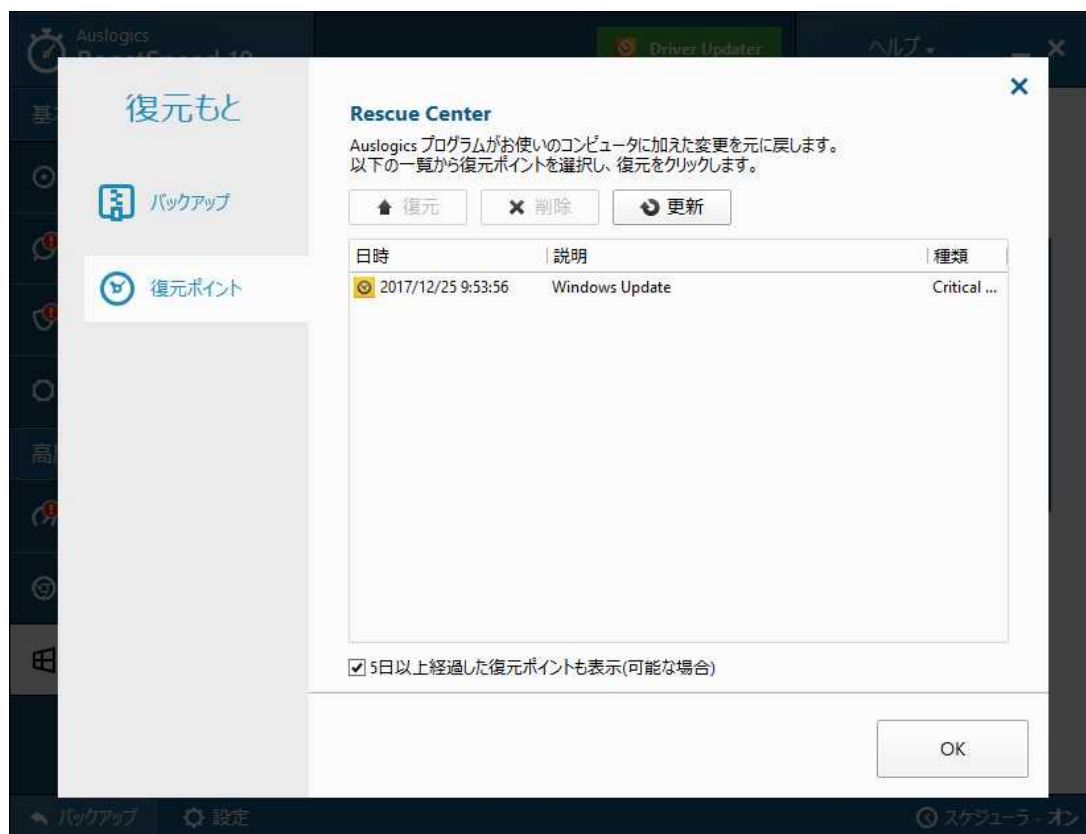 Auslogics
Driver Updater
ヘルプ
復元もと
バックアップ
復元ポイント
Rescue Center
Auslogics プログラムがお使いのコンピュータに加えた変更を元に戻します。
以下の一覧から復元ポイントを選択し、復元をクリックします。
復元 削除 更新
日時 説明 種類
2017/12/25 9:53:56 Windows Update Critical ...
5日以上経過した復元ポイントも表示(可能な場合)
OK
バックアップ 設定 スケジューラ - オン